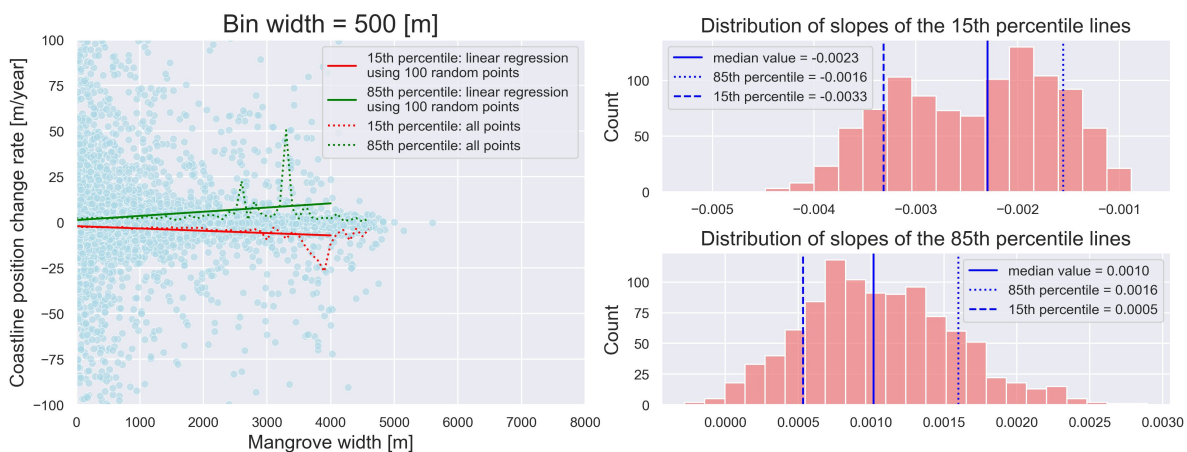 Bin width = 500 [m]
Coastline position change rate [m/year]
100
75
50
25
0
−25
−50
−75
−100
15th percentile: linear regression
using 100 random points
85th percentile: linear regression
using 100 random points
15th percentile: all points
85th percentile: all points
0 1000 2000 3000 4000 5000 6000 7000 8000
Mangrove width [m]
Distribution of slopes of the 15th percentile lines
Count
100
50
0
median value = -0.0023
85th percentile = -0.0016
15th percentile = -0.0033
−0.005 −0.004 −0.003 −0.002 −0.001
Distribution of slopes of the 85th percentile lines
Count
100
75
50
25
0
median value = 0.0010
85th percentile = 0.0016
15th percentile = 0.0005
0.0000 0.0005 0.0010 0.0015 0.0020 0.0025 0.0030